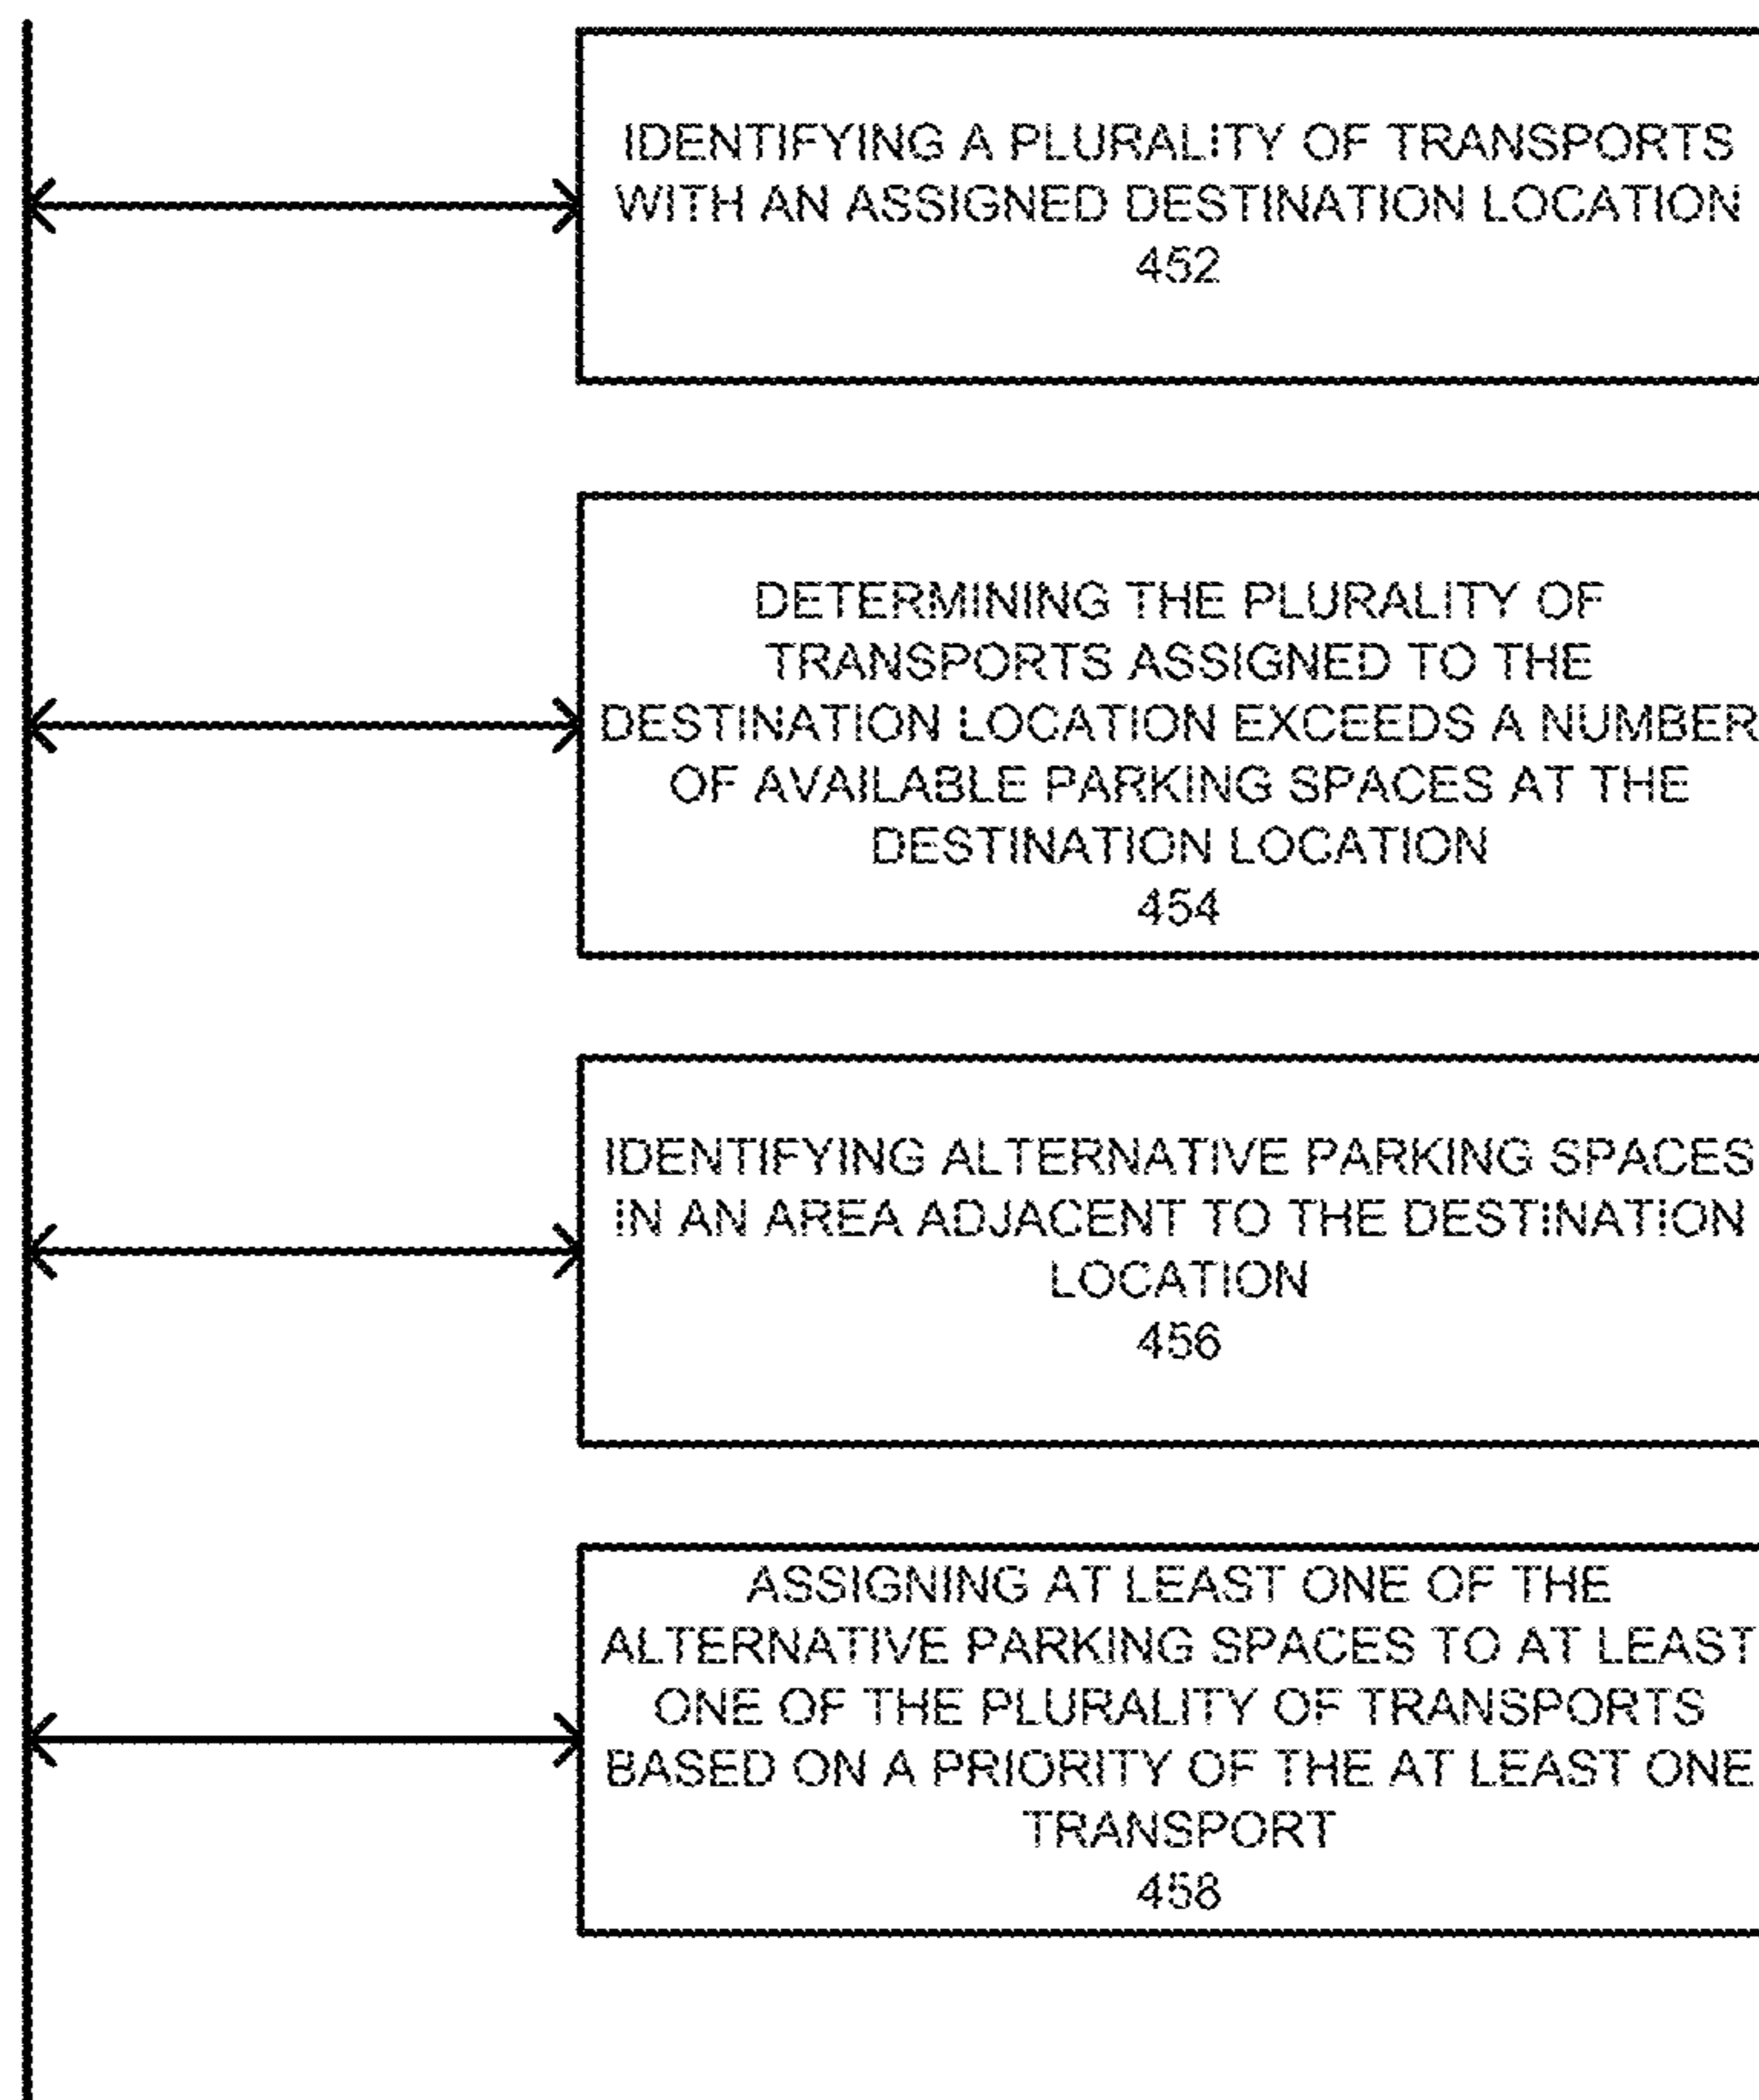 IDENTIFYING A PLURALITY OF TRANSPORTS
WITH AN ASSIGNED DESTINATION LOCATION
452
DETERMINING THE PLURALITY OF
TRANSPORTS ASSIGNED TO THE
DESTINATION LOCATION EXCEEDS A NUMBER
OF AVAILABLE PARKING SPACES AT THE
DESTINATION LOCATION
454
IDENTIFYING ALTERNATIVE PARKING SPACES
IN AN AREA ADJACENT TO THE DESTINATION
LOCATION
456
ASSIGNING AT LEAST ONE OF THE
ALTERNATIVE PARKING SPACES TO AT LEAST
ONE OF THE PLURALITY OF TRANSPORTS
BASED ON A PRIORITY OF THE AT LEAST ONE
TRANSPORT
458